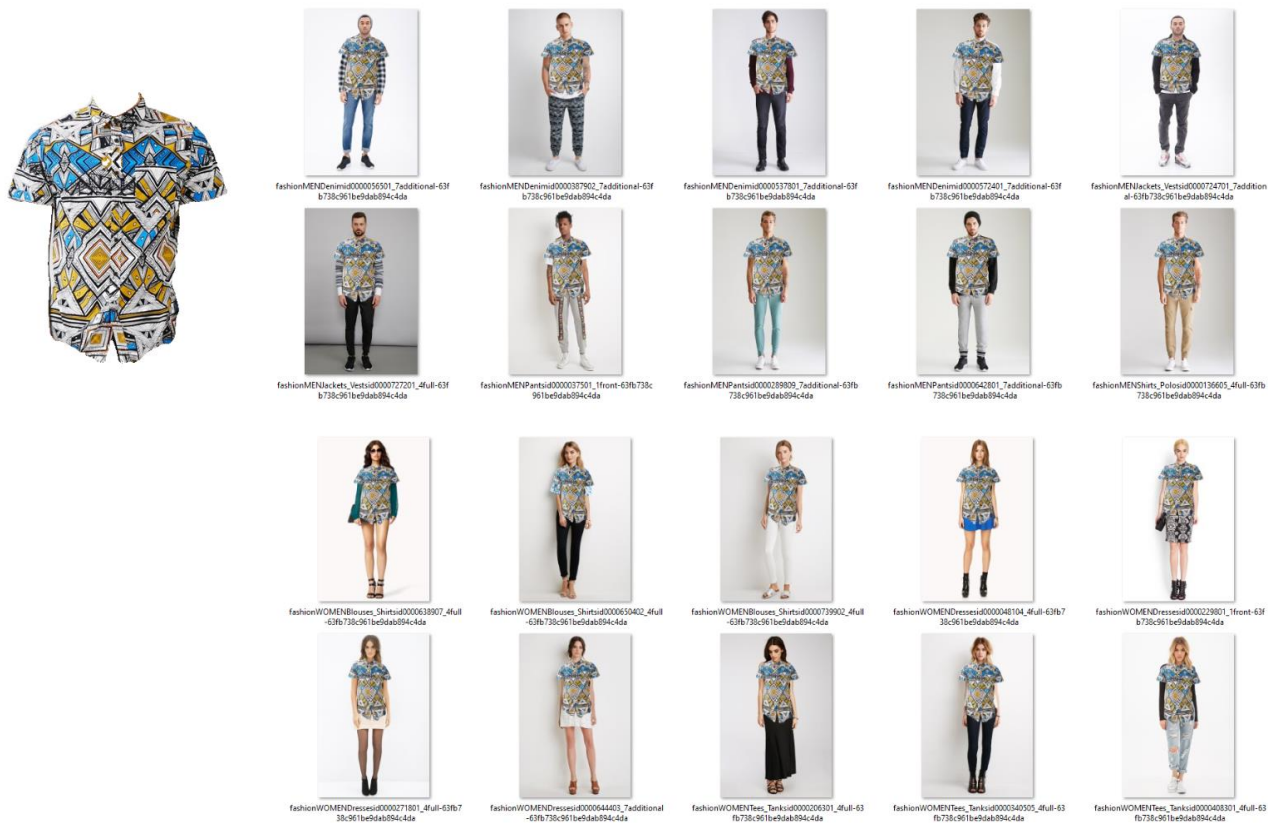 fashionMENDenimid0000056501_7additional-63f
b738c961be9dab894c4da
fashionMENDenimid0000387902_7additional-63f
b738c961be9dab894c4da
fashionMENDenimid0000537801_7additional-63f
b738c961be9dab894c4da
fashionMENDenimid0000572401_7additional-63f
b738c961be9dab894c4da
fashionMENJackets_Vestsid0000724701_7addition
al-63fb738c961be9dab894c4da
fashionMENJackets_Vestsid0000727201_4full-63f
b738c961be9dab894c4da
fashionMENPantsid0000037501_1front-63fb738c
961be9dab894c4da
fashionMENPantsid0000289809_7additional-63fb
738c961be9dab894c4da
fashionMENPantsid0000642801_7additional-63fb
738c961be9dab894c4da
fashionMENShirts_Polosid0000136605_4full-63fb
738c961be9dab894c4da
fashionWOMENBlouses_Shirtsid0000638907_4full
-63fb738c961be9dab894c4da
fashionWOMENBlouses_Shirtsid0000650402_4full
-63fb738c961be9dab894c4da
fashionWOMENBlouses_Shirtsid0000739902_4full
-63fb738c961be9dab894c4da
fashionWOMENDressesid0000048104_4full-63fb7
38c961be9dab894c4da
fashionWOMENDressesid0000229801_1front-63f
b738c961be9dab894c4da
fashionWOMENDressesid0000271801_4full-63fb7
38c961be9dab894c4da
fashionWOMENDressesid0000644403_7additional
-63fb738c961be9dab894c4da
fashionWOMENTees_Tanksid0000206301_4full-63
fb738c961be9dab894c4da
fashionWOMENTees_Tanksid0000340505_4full-63
fb738c961be9dab894c4da
fashionWOMENTees_Tanksid0000408301_4full-63
fb738c961be9dab894c4da